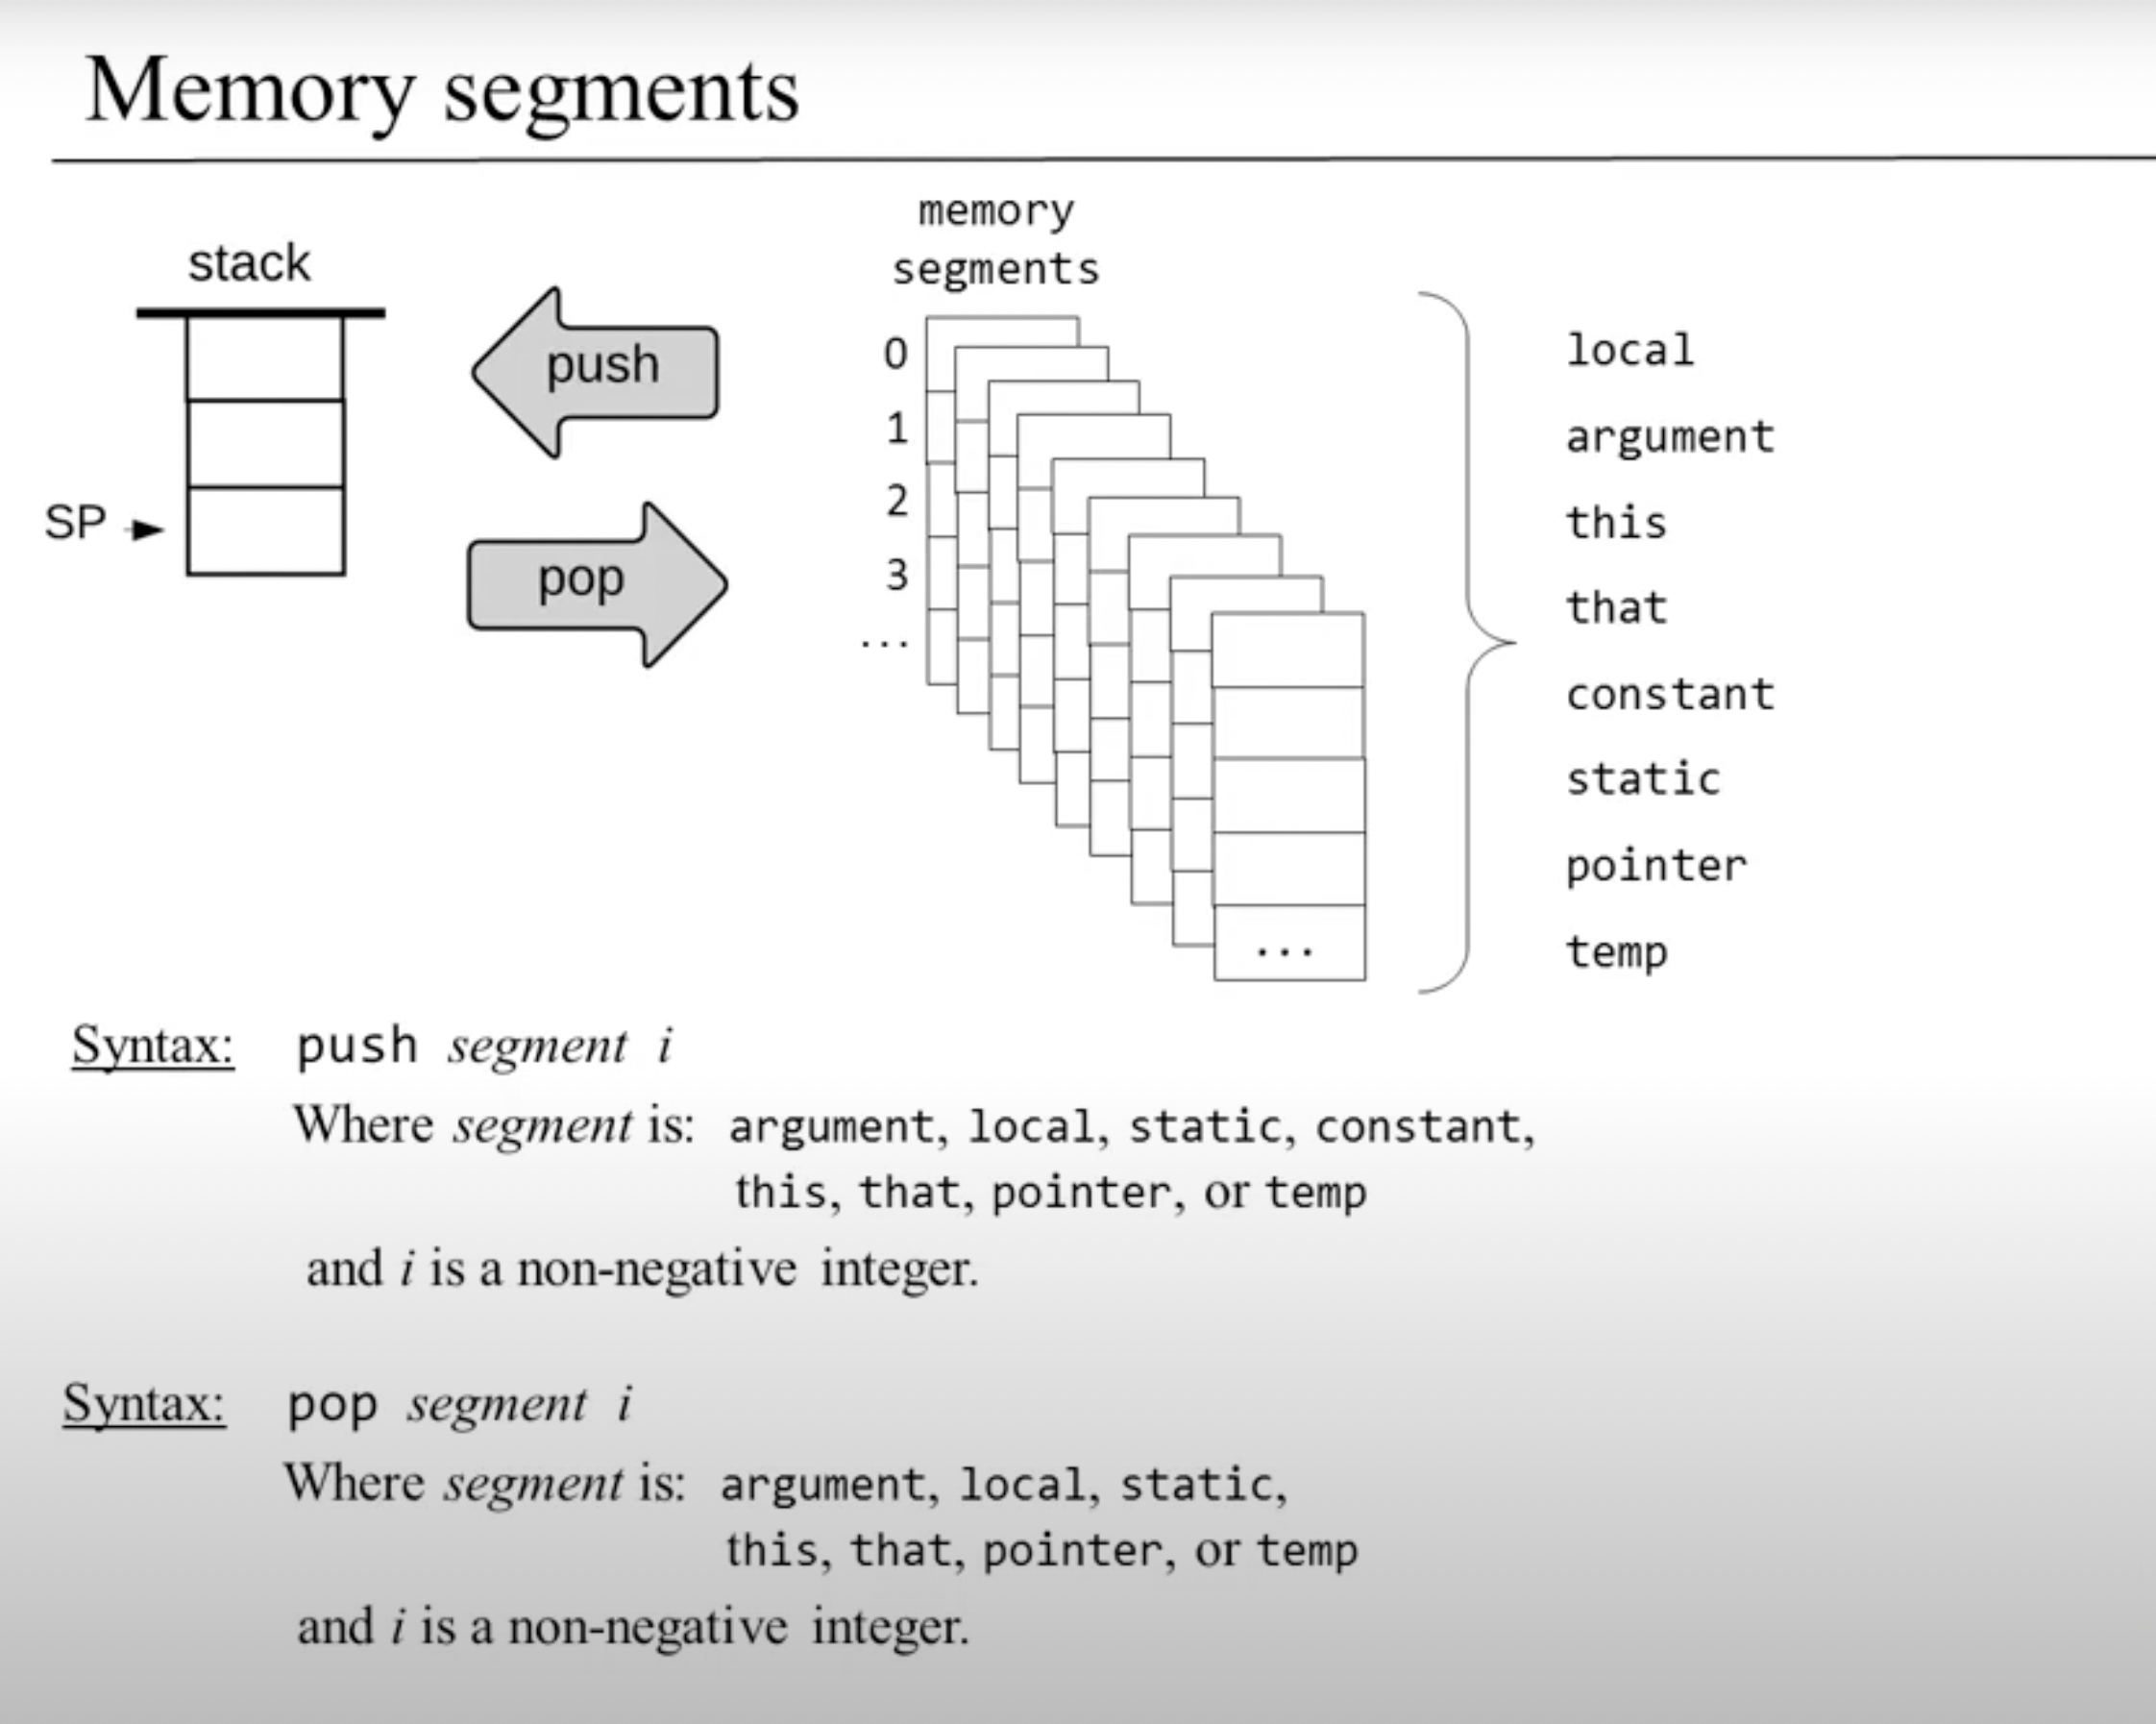 Memory segments
memory
segments
stack
push
pop
SP
0
1
2
3
...
...
local
argument
this
that
constant
static
pointer
temp
Syntax: push segment i
Where segment is: argument, local, static, constant,
this, that, pointer, or temp
and i is a non-negative integer.
Syntax: pop segment i
Where segment is: argument, local, static,
this, that, pointer, or temp
and i is a non-negative integer.